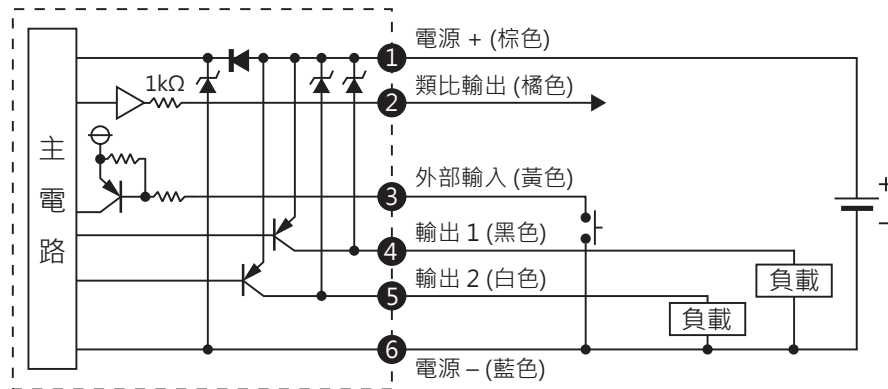 電源 + (棕色)
1
1kΩ
類比輸出 (橘色)
2
主電路
外部輸入 (黃色)
3
+
−
輸出 1 (黑色)
4
負載
輸出 2 (白色)
5
負載
6
電源 – (藍色)